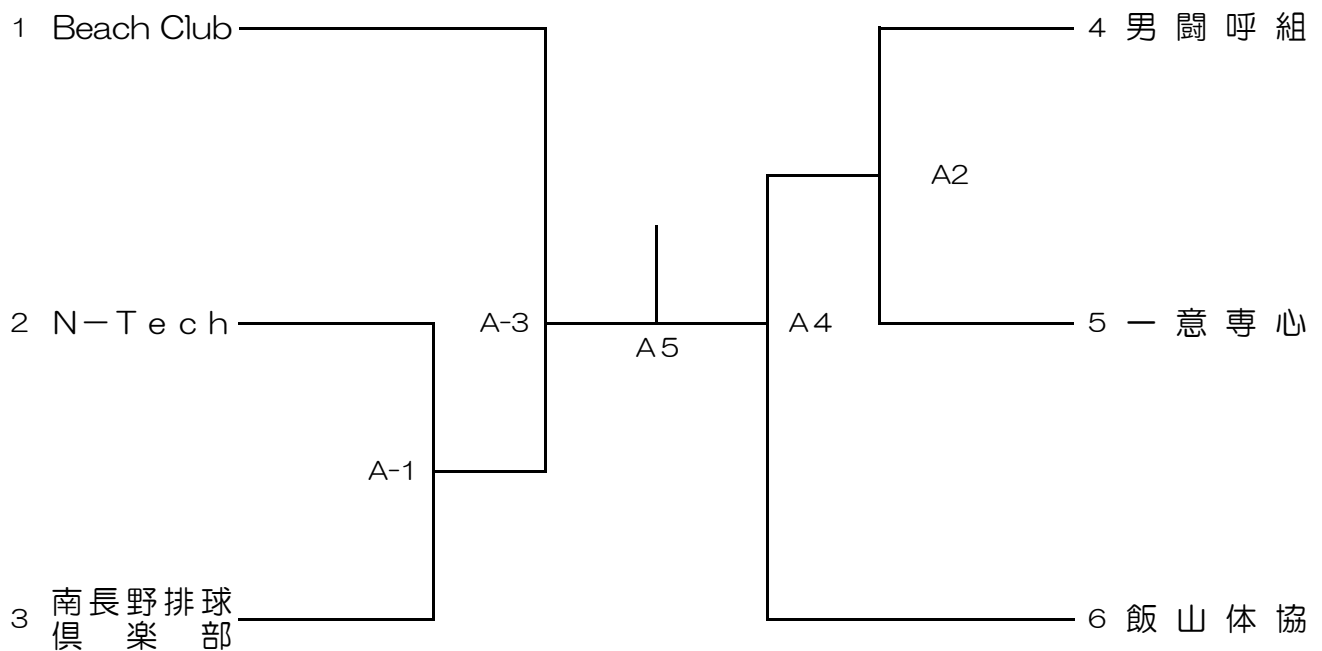 1 Beach Club
4 男闘呼組
A2
2 N－Tech
A-3
A5
A4
5 一意専心
A-1
3 南長野排球
倶楽部
6 飯山体協